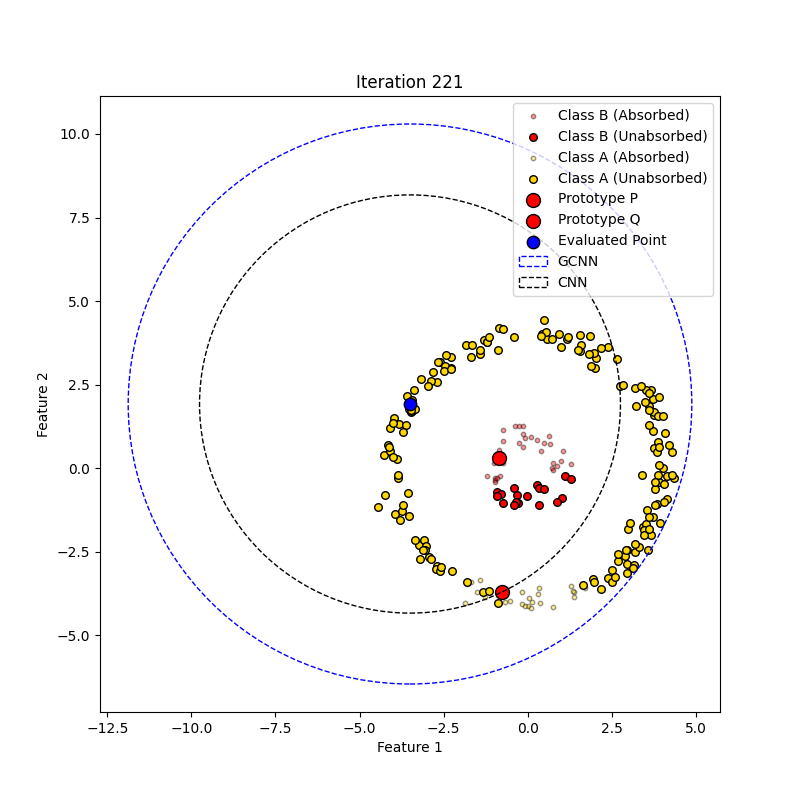 Iteration 221
Class B (Absorbed)
Class B (Unabsorbed)
Class A (Absorbed)
Class A (Unabsorbed)
Prototype P
Prototype Q
Evaluated Point
GCNN
CNN
10.0
7.5
5.0
2.5
0.0
−2.5
−5.0
Feature 2
−12.5 −10.0 −7.5 −5.0 −2.5 0.0 2.5 5.0
Feature 1